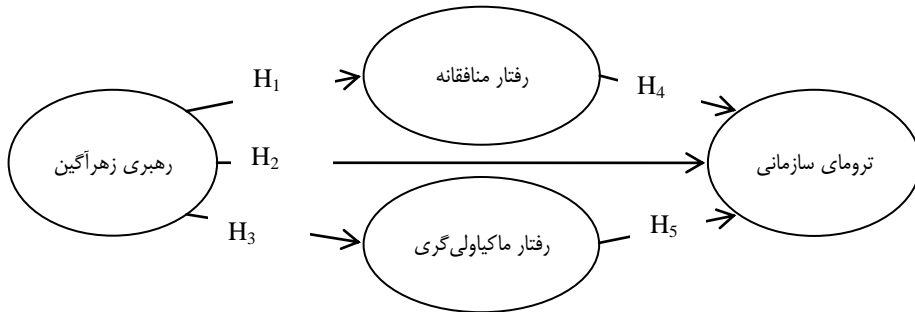 رفتار منافقانه
H1
H4
رهبری زهرآگین
H2
ترومای سازمانی
H3
رفتار ماکیاولی‌گری
H5